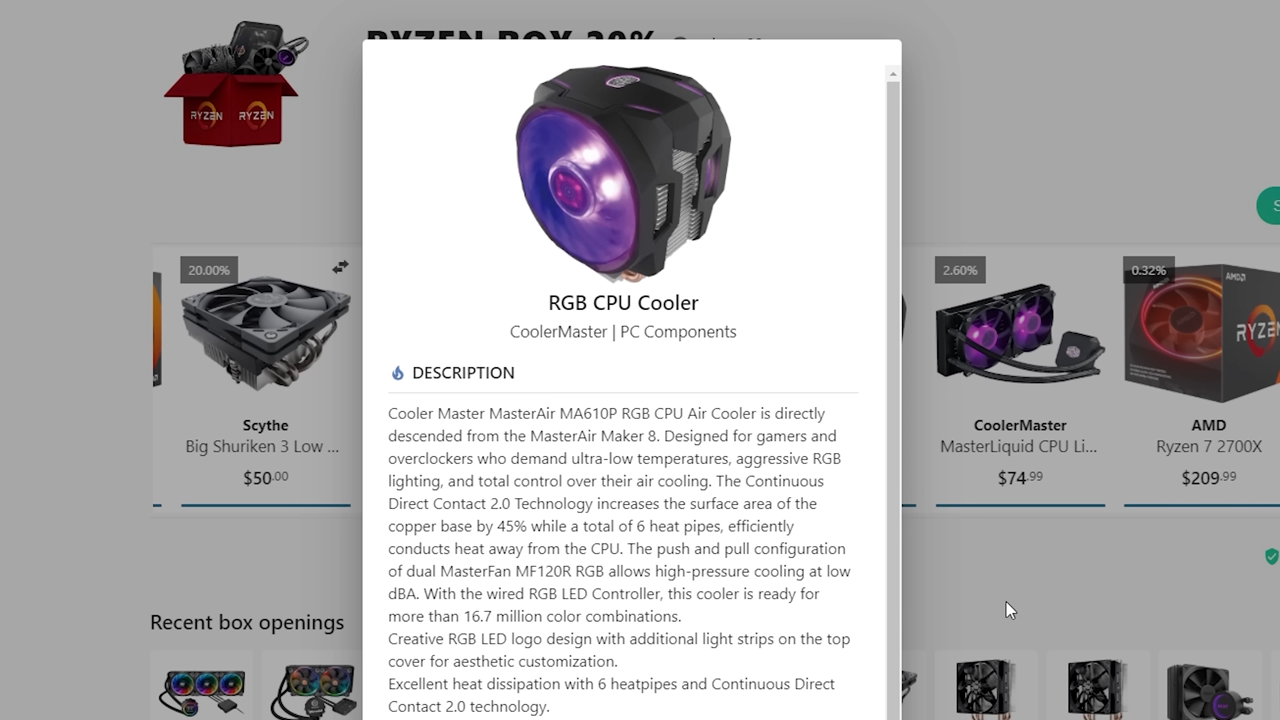 RYZEN BOX 20%
RYZEN RYZEN
RGB CPU Cooler
CoolerMaster | PC Components
DESCRIPTION
Cooler Master MasterAir MA610P RGB CPU Air Cooler is directly
descended from the MasterAir Maker 8. Designed for gamers and
overclockers who demand ultra-low temperatures, aggressive RGB
lighting, and total control over their air cooling. The Continuous
Direct Contact 2.0 Technology increases the surface area of the
copper base by 45% while a total of 6 heat pipes, efficiently
conducts heat away from the CPU. The push and pull configuration
of dual MasterFan MF120R RGB allows high-pressure cooling at low
dBA. With the wired RGB LED Controller, this cooler is ready for
more than 16.7 million color combinations.
Creative RGB LED logo design with additional light strips on the top
cover for aesthetic customization.
Excellent heat dissipation with 6 heatpipes and Continuous Direct
Contact 2.0 technology.
20.00%
Scythe
Big Shuriken 3 Low ...
$50.00
2.60%
CoolerMaster
MasterLiquid CPU Li...
$74.99
0.32%
AMD
RYZE
AMD
Ryzen 7 2700X
$209.99
Recent box openings